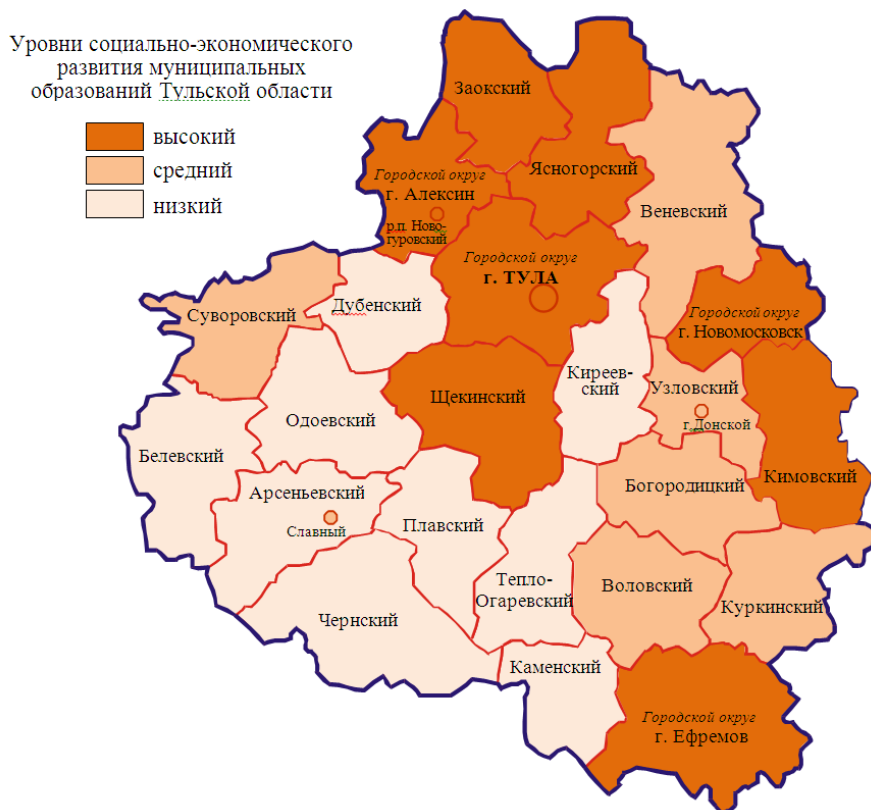 Уровни социально-экономического
развития муниципальных
образований Тульской области
высокий
средний
низкий
Заокский
Ясногорский
Городской округ
г. Алексин
р.п. Ново-
гуровский
Веневский
Городской округ
г. ТУЛА
Суворовский
Дубенский
Городской округ
г. Новомосковск
Киреев-
ский
Узловский
г.Донской
Щекинский
Одоевский
Белевский
Кимовский
Арсеньевский
Славный
Богородицкий
Плавский
Тепло-
Огаревский
Воловский
Куркинский
Чернский
Каменский
Городской округ
г. Ефремов